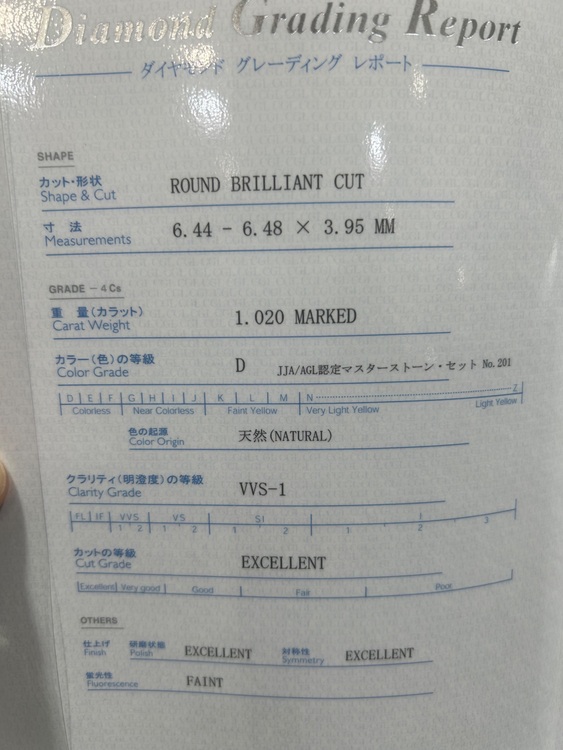 Diamond Grading Report
ダイヤモンド グレーディング レポート
SHAPE
カット・形状
Shape & Cut
ROUND BRILLIANT CUT
寸 法
Measurements
6.44 - 6.48 × 3.95 MM
GRADE - 4Cs
重 量(カラット)
Carat Weight
1.020 MARKED
カラー(色)の等級
Color Grade
D JJA/AGL認定マスターストーン・セット No.201
D E F G H I J K L M N Z
Colorless Near Colorless Faint Yellow Very Light Yellow Light Yellow
色の起源
Color Origin
天然(NATURAL)
クラリティ(明澄度)の等級
Clarity Grade
VVS-1
FL IF VVS VS SI I
1 2 1 2 1 2 1 2 3
カットの等級
Cut Grade
EXCELLENT
Excellent Very good Good Fair Poor
OTHERS
仕上げ
Finish
研磨状態
Polish
EXCELLENT
対称性
Symmetry
EXCELLENT
蛍光性
Fluorescence
FAINT